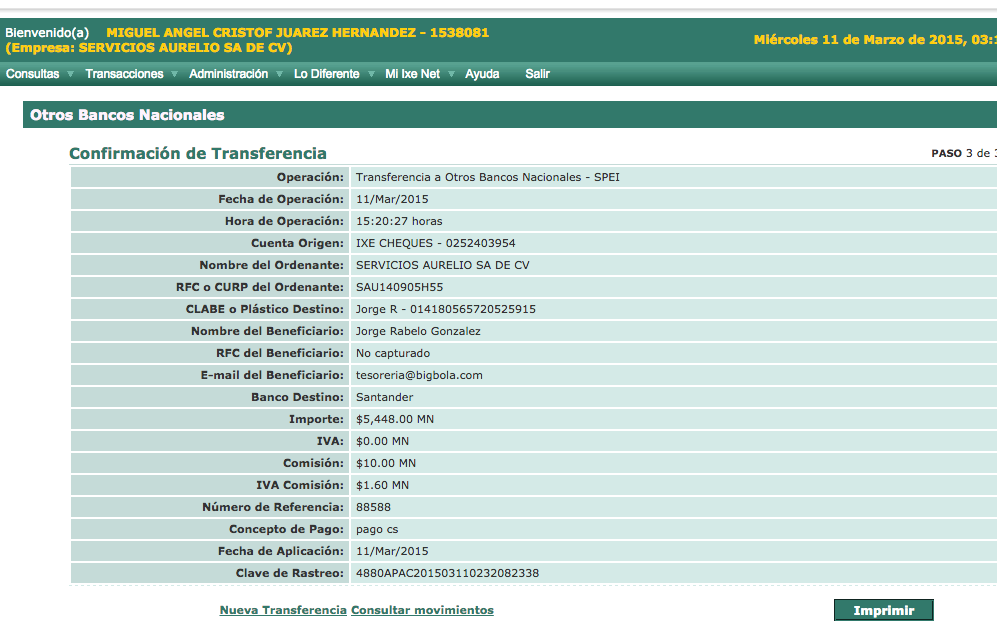 Bienvenido(a) MIGUEL ANGEL CRISTOF JUAREZ HERNANDEZ - 1538081
(Empresa: SERVICIOS AURELIO SA DE CV)
Miércoles 11 de Marzo de 2015, 03:
Consultas Transacciones Administración Lo Diferente Mi Ixe Net Ayuda Salir
Otros Bancos Nacionales
Confirmación de Transferencia PASO 3 de
Operación: Transferencia a Otros Bancos Nacionales - SPEI
Fecha de Operación: 11/Mar/2015
Hora de Operación: 15:20:27 horas
Cuenta Origen: IXE CHEQUES - 0252403954
Nombre del Ordenante: SERVICIOS AURELIO SA DE CV
RFC o CURP del Ordenante: SAU140905H55
CLABE o Plástico Destino: Jorge R - 014180565720525915
Nombre del Beneficiario: Jorge Rabelo Gonzalez
RFC del Beneficiario: No capturado
E-mail del Beneficiario: tesoreria@bigbola.com
Banco Destino: Santander
Importe: $5,448.00 MN
IVA: $0.00 MN
Comisión: $10.00 MN
IVA Comisión: $1.60 MN
Número de Referencia: 88588
Concepto de Pago: pago cs
Fecha de Aplicación: 11/Mar/2015
Clave de Rastreo: 4880APAC201503110232082338
Nueva Transferencia Consultar movimientos Imprimir